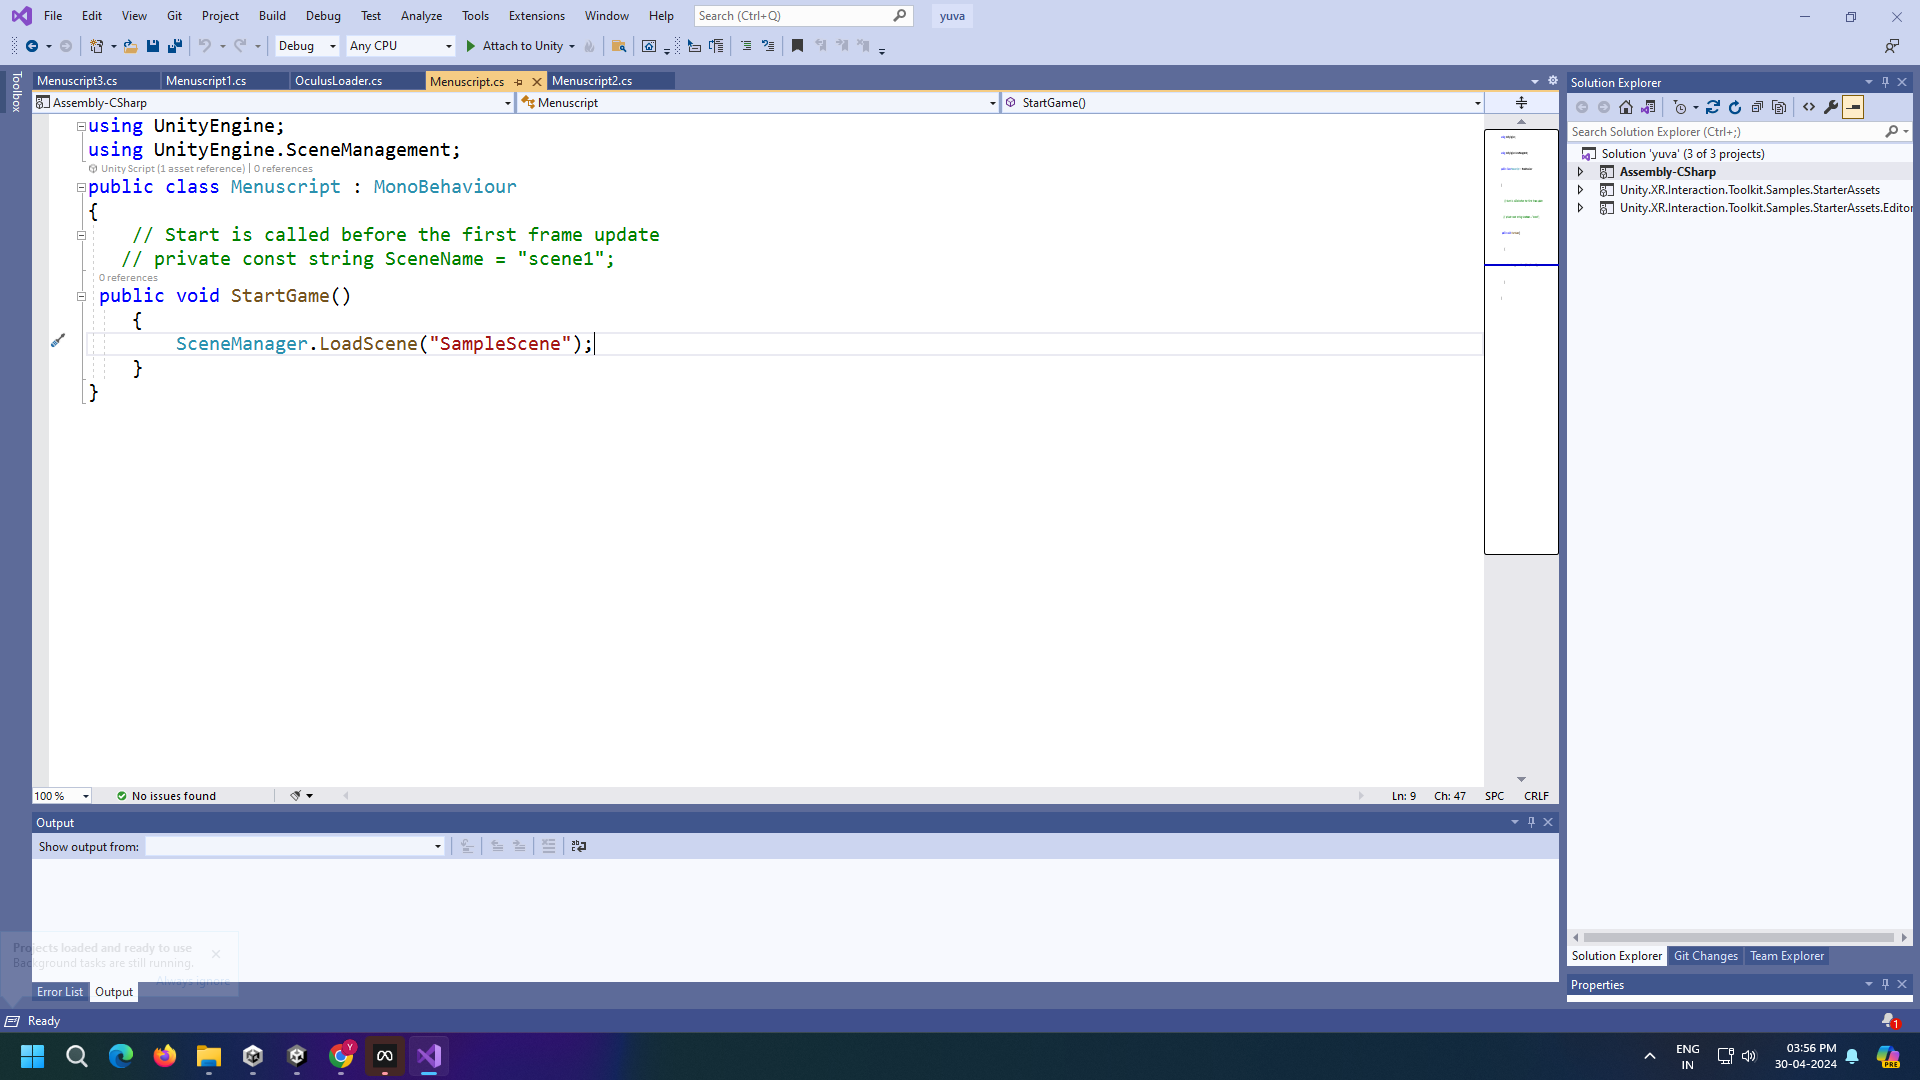 File Edit View Git Project Build Debug Test Analyze Tools Extensions Window Help Search (Ctrl+Q) yuva
Debug Any CPU Attach to Unity
Toolbox
Menuscript3.cs Menuscript1.cs OculusLoader.cs Menuscript.cs Menuscript2.cs
Assembly-CSharp Menuscript StartGame()
using UnityEngine;
using UnityEngine.SceneManagement;
Unity Script (1 asset reference) | 0 references
public class Menuscript : MonoBehaviour
{
// Start is called before the first frame update
// private const string SceneName = "scene1";
0 references
public void StartGame()
{
SceneManager.LoadScene("SampleScene");
}
}
100 % No issues found Ln: 9 Ch: 47 SPC CRLF
Output
Show output from:
Projects loaded and ready to use
Background tasks are still running.
Always ignore
Error List Output
Solution Explorer
Search Solution Explorer (Ctrl+;)
Solution 'yuva' (3 of 3 projects)
Assembly-CSharp
Unity.XR.Interaction.Toolkit.Samples.StarterAssets
Unity.XR.Interaction.Toolkit.Samples.StarterAssets.Editor
Solution Explorer Git Changes Team Explorer
Properties
Ready 1
Y ENG
IN
03:56 PM
30-04-2024
PRE